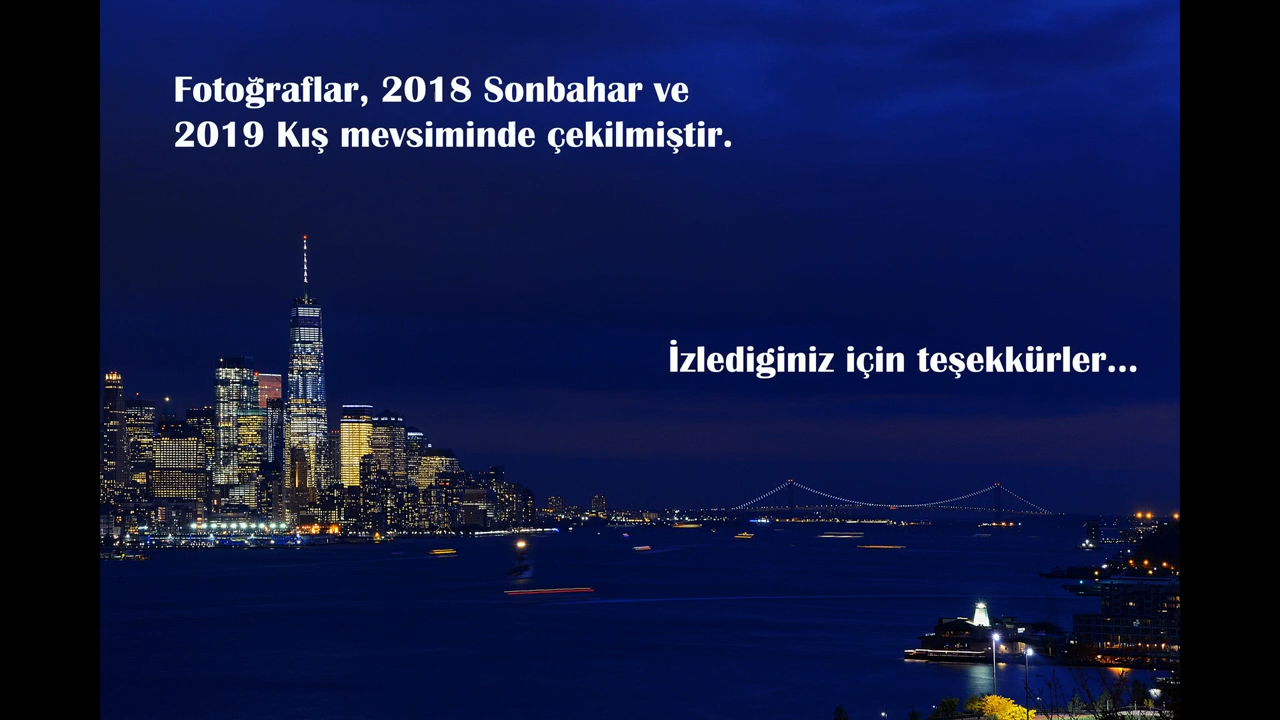 Fotoğraflar, 2018 Sonbahar ve
2019 Kış mevsiminde çekilmiştir.
İzlediginiz için teşekkürler...